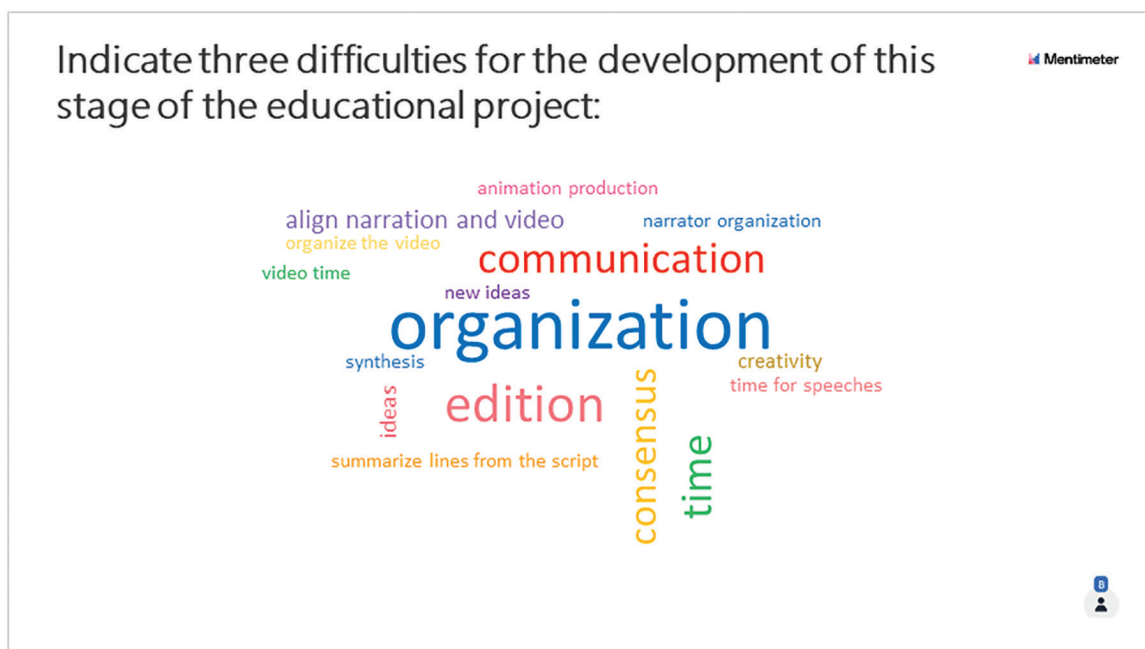 Indicate three difficulties for the development of this
stage of the educational project:
Mentimeter
animation production
align narration and video
narrator organization
organize the video
communication
video time
new ideas
organization
synthesis
creativity
time for speeches
ideas
edition
consensus
time
summarize lines from the script
8